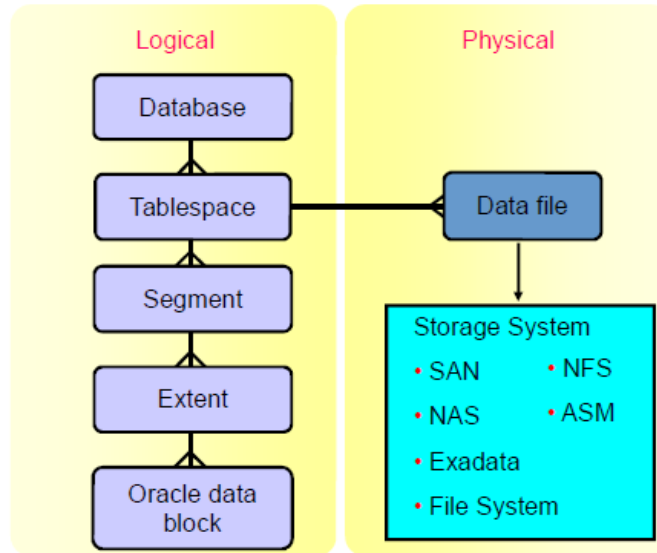 Logical
Database
Tablespace
Segment
Extent
Oracle data
block
Physical
Data file
Storage System
• SAN
• NAS
• Exadata
• File System
• NFS
• ASM